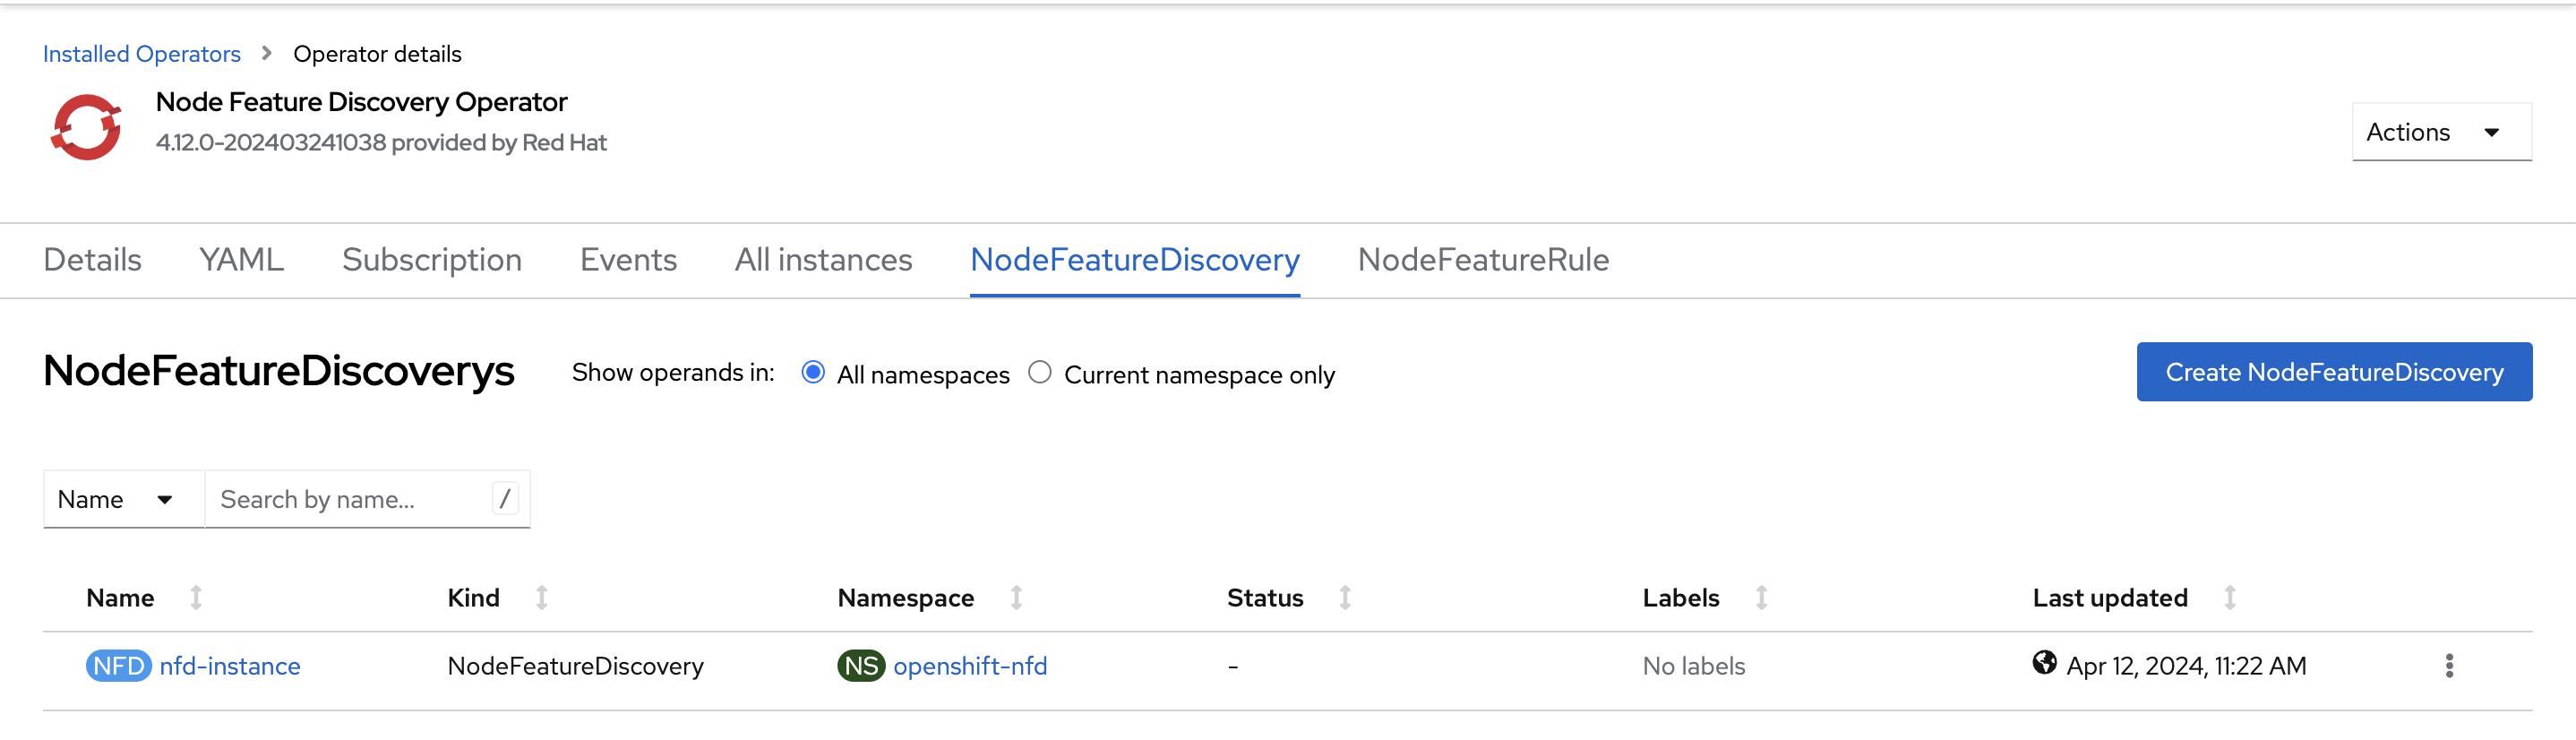 Installed Operators > Operator details
Node Feature Discovery Operator
4.12.0-202403241038 provided by Red Hat
Actions
Details YAML Subscription Events All instances NodeFeatureDiscovery NodeFeatureRule
NodeFeatureDiscoverys Show operands in: All namespaces Current namespace only Create NodeFeatureDiscovery
Name Search by name... /
Name Kind Namespace Status Labels Last updated
NFD nfd-instance NodeFeatureDiscovery NS openshift-nfd - No labels Apr 12, 2024, 11:22 AM